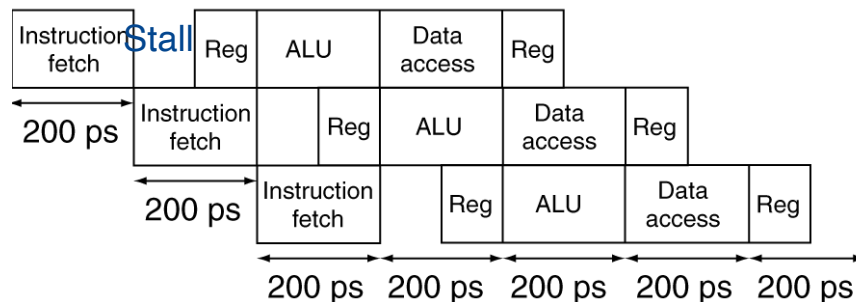 Instruction
fetch
Stall
Reg
ALU
Data
access
Reg
200 ps
Instruction
fetch
Reg
ALU
Data
access
Reg
200 ps
Instruction
fetch
Reg
ALU
Data
access
Reg
200 ps
200 ps
200 ps
200 ps
200 ps